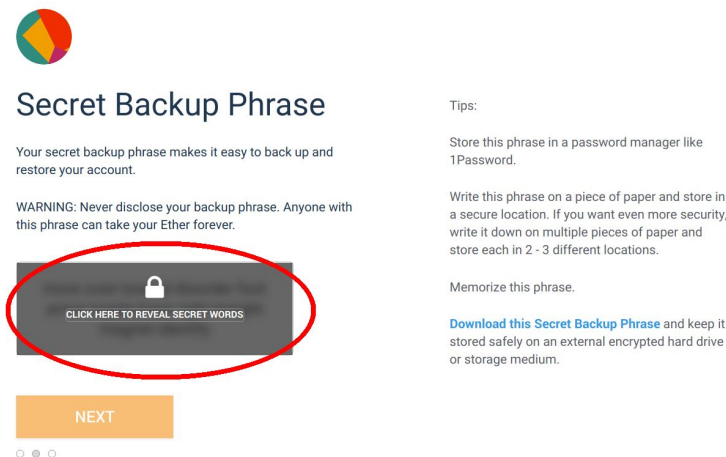 Secret Backup Phrase
Your secret backup phrase makes it easy to back up and
restore your account.
WARNING: Never disclose your backup phrase. Anyone with
this phrase can take your Ether forever.
CLICK HERE TO REVEAL SECRET WORDS
NEXT
Tips:
Store this phrase in a password manager like
1Password.
Write this phrase on a piece of paper and store in
a secure location. If you want even more security,
write it down on multiple pieces of paper and
store each in 2 - 3 different locations.
Memorize this phrase.
Download this Secret Backup Phrase and keep it
stored safely on an external encrypted hard drive
or storage medium.